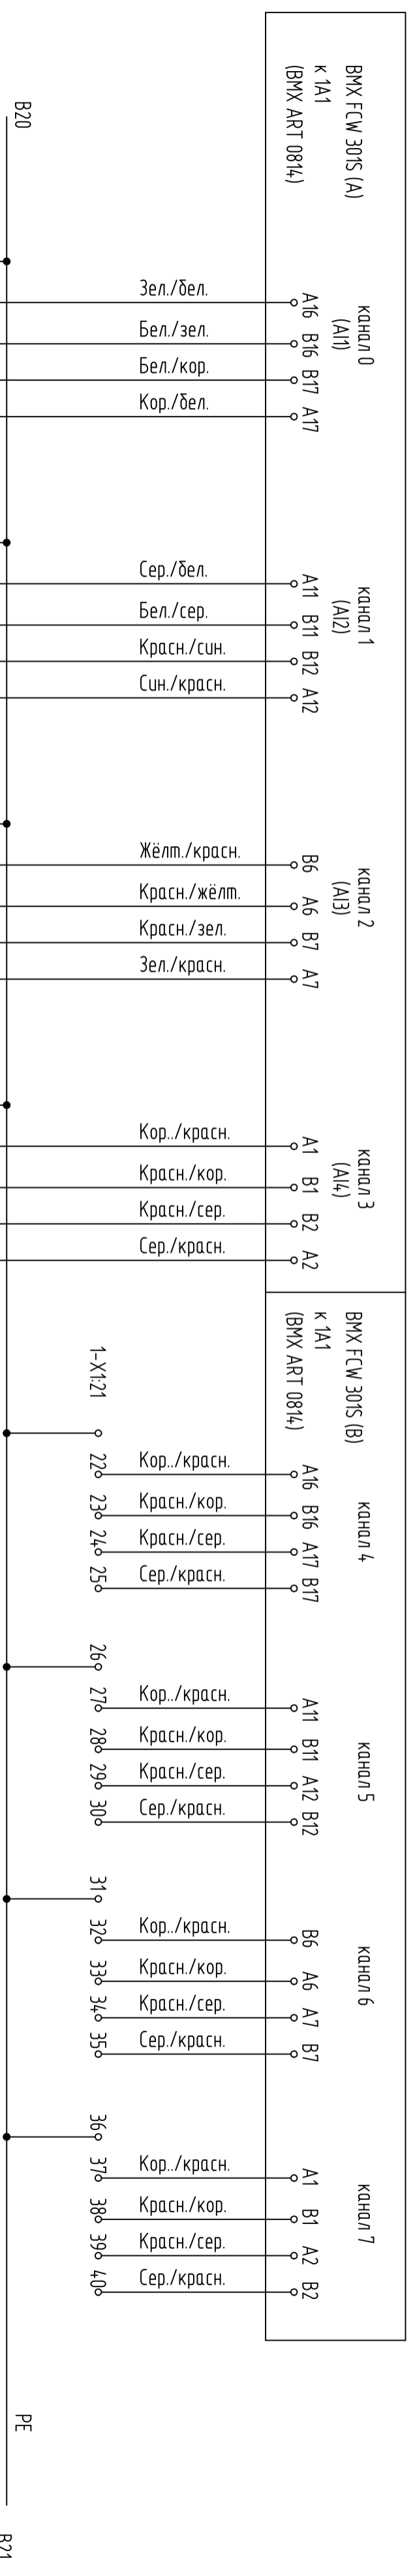 BMX FCW 301S (A)
к 1A1
(BMX ART 0814)
канал 0
(AI1)
A16
B16
B17
A17
Зел./бел.
Бел./зел.
Бел./кор.
Кор./бел.
канал 1
(AI2)
A11
B11
B12
A12
Сер./бел.
Бел./сер.
Красн./син.
Син./красн.
канал 2
(AI3)
B6
A6
B7
A7
Жёлт./красн.
Красн./жёлт.
Красн./зел.
Зел./красн.
канал 3
(AI4)
A1
B1
B2
A2
Кор../красн.
Красн./кор.
Красн./сер.
Сер./красн.
BMX FCW 301S (B)
к 1A1
(BMX ART 0814)
канал 4
A16
B16
A17
B17
Кор../красн.
Красн./кор.
Красн./сер.
Сер./красн.
1-X1:21
22
23
24
25
канал 5
A11
B11
A12
B12
Кор../красн.
Красн./кор.
Красн./сер.
Сер./красн.
26
27
28
29
30
канал 6
B6
A6
A7
B7
Кор../красн.
Красн./кор.
Красн./сер.
Сер./красн.
31
32
33
34
35
канал 7
A1
B1
A2
B2
Кор../красн.
Красн./кор.
Красн./сер.
Сер./красн.
36
37
38
39
40
B20
PE
B21